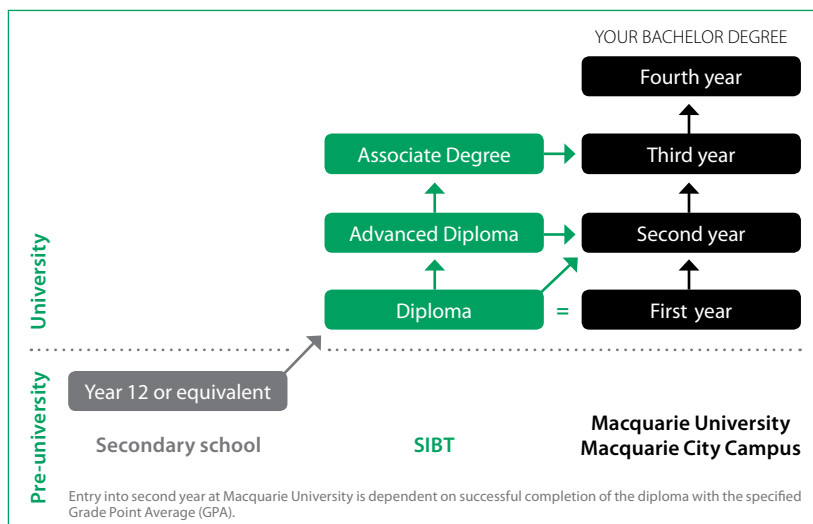 YOUR BACHELOR DEGREE
Fourth year
Associate Degree
Third year
Advanced Diploma
Second year
Diploma
=
First year
University
Year 12 or equivalent
Pre-university
Secondary school
SIBT
Macquarie University
Macquarie City Campus
Entry into second year at Macquarie University is dependent on successful completion of the diploma with the specified
Grade Point Average (GPA).